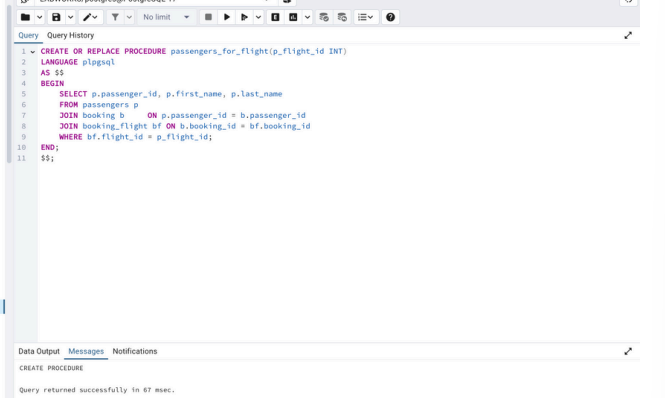 No limit
E
Query Query History
1 CREATE OR REPLACE PROCEDURE passengers_for_flight(p_flight_id INT)
2 LANGUAGE plpgsql
3 AS $$
4 BEGIN
5 SELECT p.passenger_id, p.first_name, p.last_name
6 FROM passengers p
7 JOIN booking b ON p.passenger_id = b.passenger_id
8 JOIN booking_flight bf ON b.booking_id = bf.booking_id
9 WHERE bf.flight_id = p_flight_id;
10 END;
11 $$;
Data Output Messages Notifications
CREATE PROCEDURE
Query returned successfully in 67 msec.